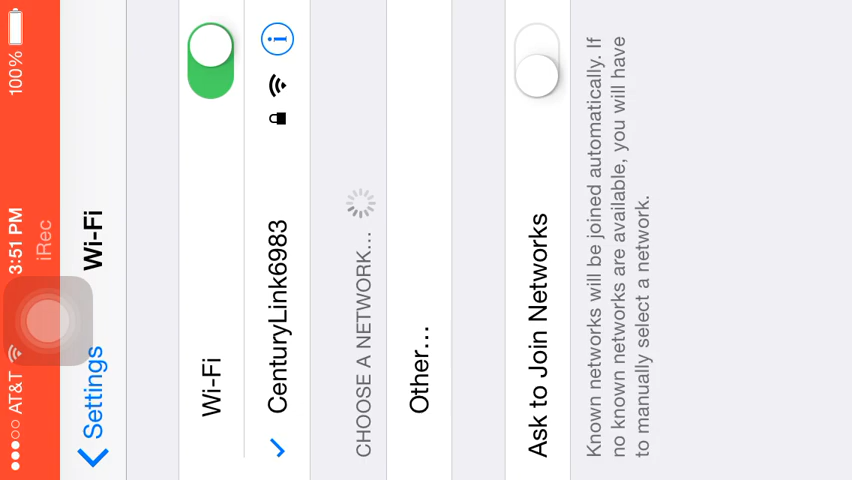 AT&T 3:51 PM 100%
iRec
Settings Wi-Fi
Wi-Fi
CenturyLink6983
CHOOSE A NETWORK...
Other...
Ask to Join Networks
Known networks will be joined automatically. If
no known networks are available, you will have
to manually select a network.